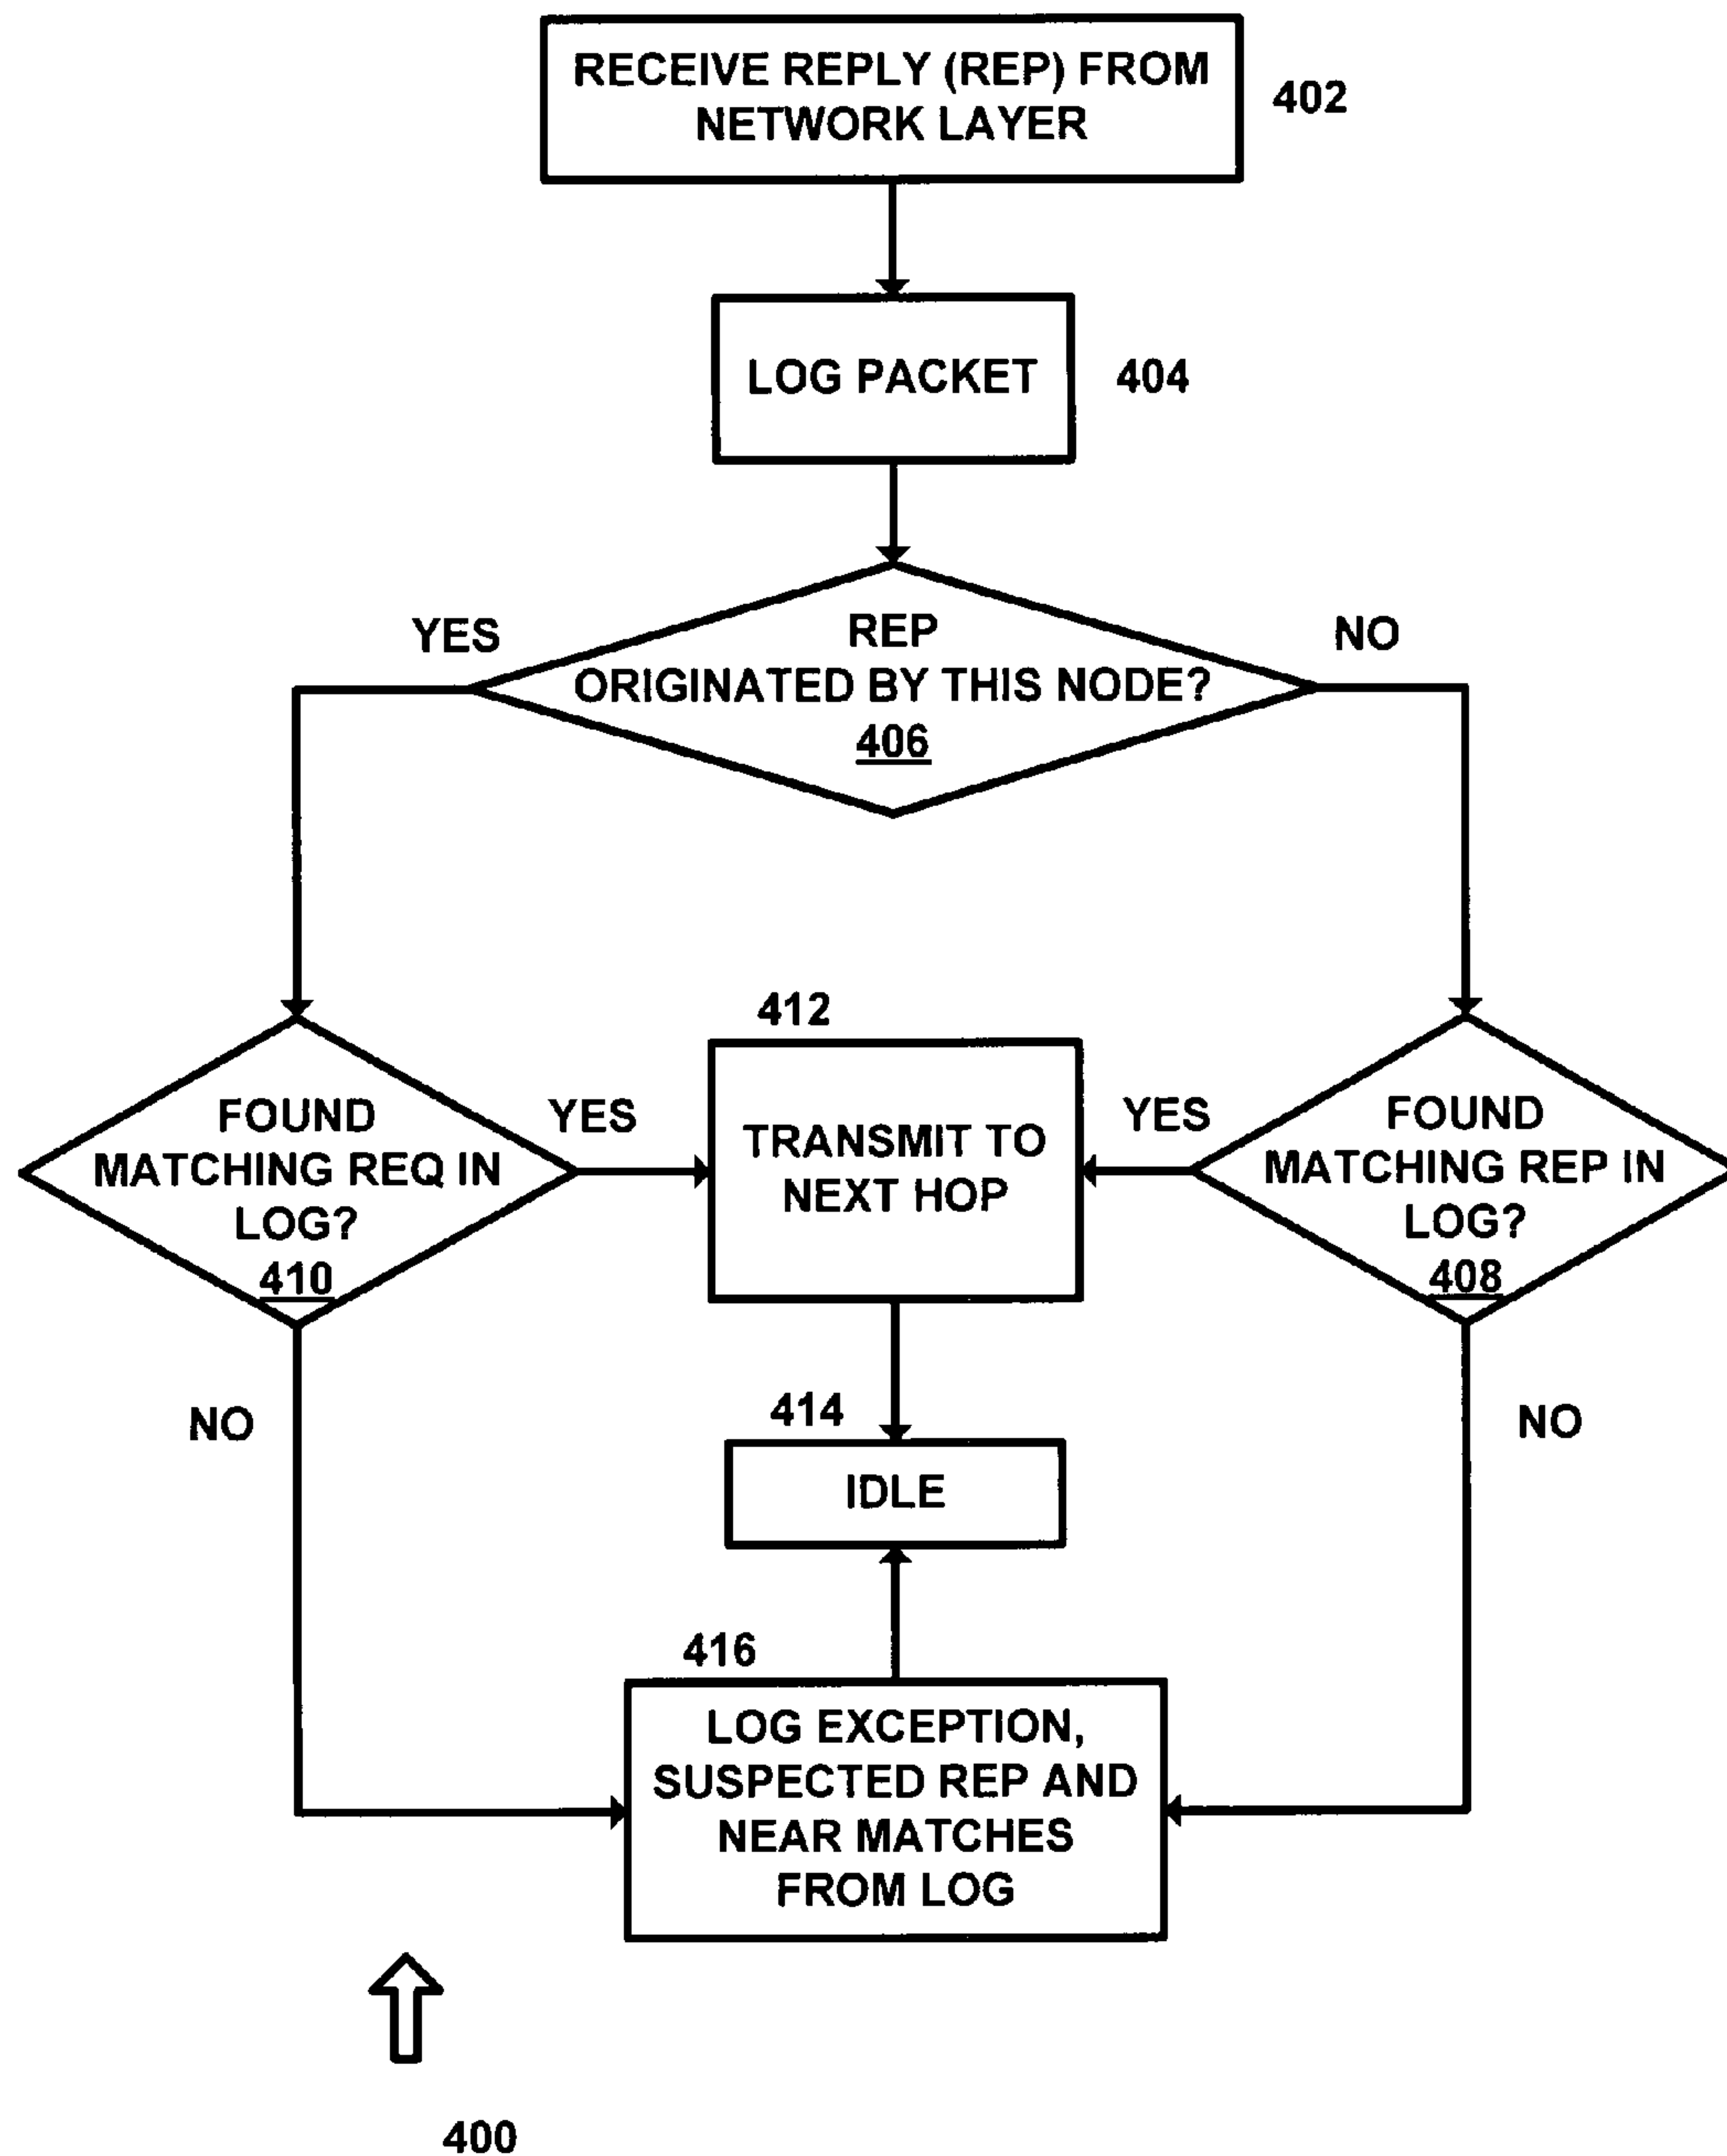 RECEIVE REPLY (REP) FROM
NETWORK LAYER
402
LOG PACKET
404
YES
REP
ORIGINATED BY THIS NODE?
406
NO
412
FOUND
MATCHING REQ IN
LOG?
410
YES
TRANSMIT TO
NEXT HOP
YES
FOUND
MATCHING REP IN
LOG?
408
NO
414
IDLE
NO
416
LOG EXCEPTION,
SUSPECTED REP AND
NEAR MATCHES
FROM LOG
400